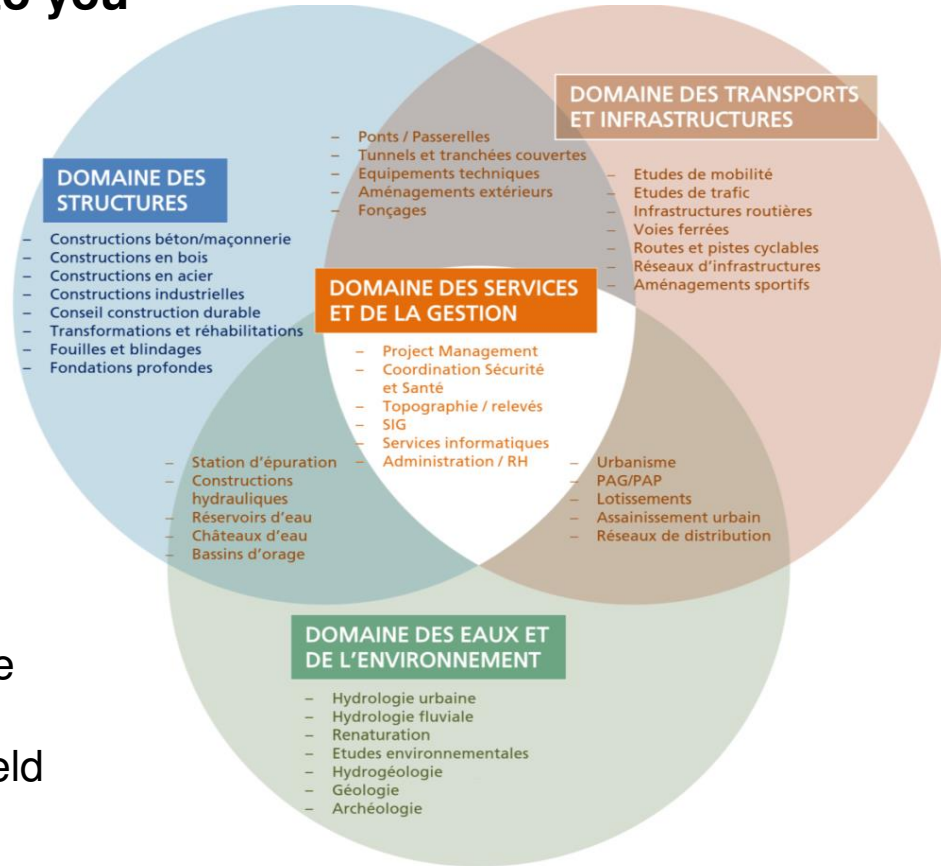 to you
DOMAINE DES TRANSPORTS
ET INFRASTRUCTURES
– Ponts / Passerelles
– Tunnels et tranchées couvertes
– Equipements techniques
– Aménagements extérieurs
– Fonçages
DOMAINE DES
STRUCTURES
– Constructions béton/maçonnerie
– Constructions en bois
– Constructions en acier
– Constructions industrielles
– Conseil construction durable
– Transformations et réhabilitations
– Fouilles et blindages
– Fondations profondes
– Etudes de mobilité
– Etudes de trafic
– Infrastructures routières
– Voies ferrées
– Routes et pistes cyclables
– Réseaux d'infrastructures
– Aménagements sportifs
DOMAINE DES SERVICES
ET DE LA GESTION
– Project Management
– Coordination Sécurité
et Santé
– Topographie / relevés
– SIG
– Services informatiques
– Administration / RH
– Station d'épuration
– Constructions
hydrauliques
– Réservoirs d'eau
– Châteaux d'eau
– Bassins d'orage
– Urbanisme
– PAG/PAP
– Lotissements
– Assainissement urbain
– Réseaux de distribution
DOMAINE DES EAUX ET
DE L'ENVIRONNEMENT
– Hydrologie urbaine
– Hydrologie fluviale
– Renaturation
– Etudes environnementales
– Hydrogéologie
– Géologie
– Archéologie